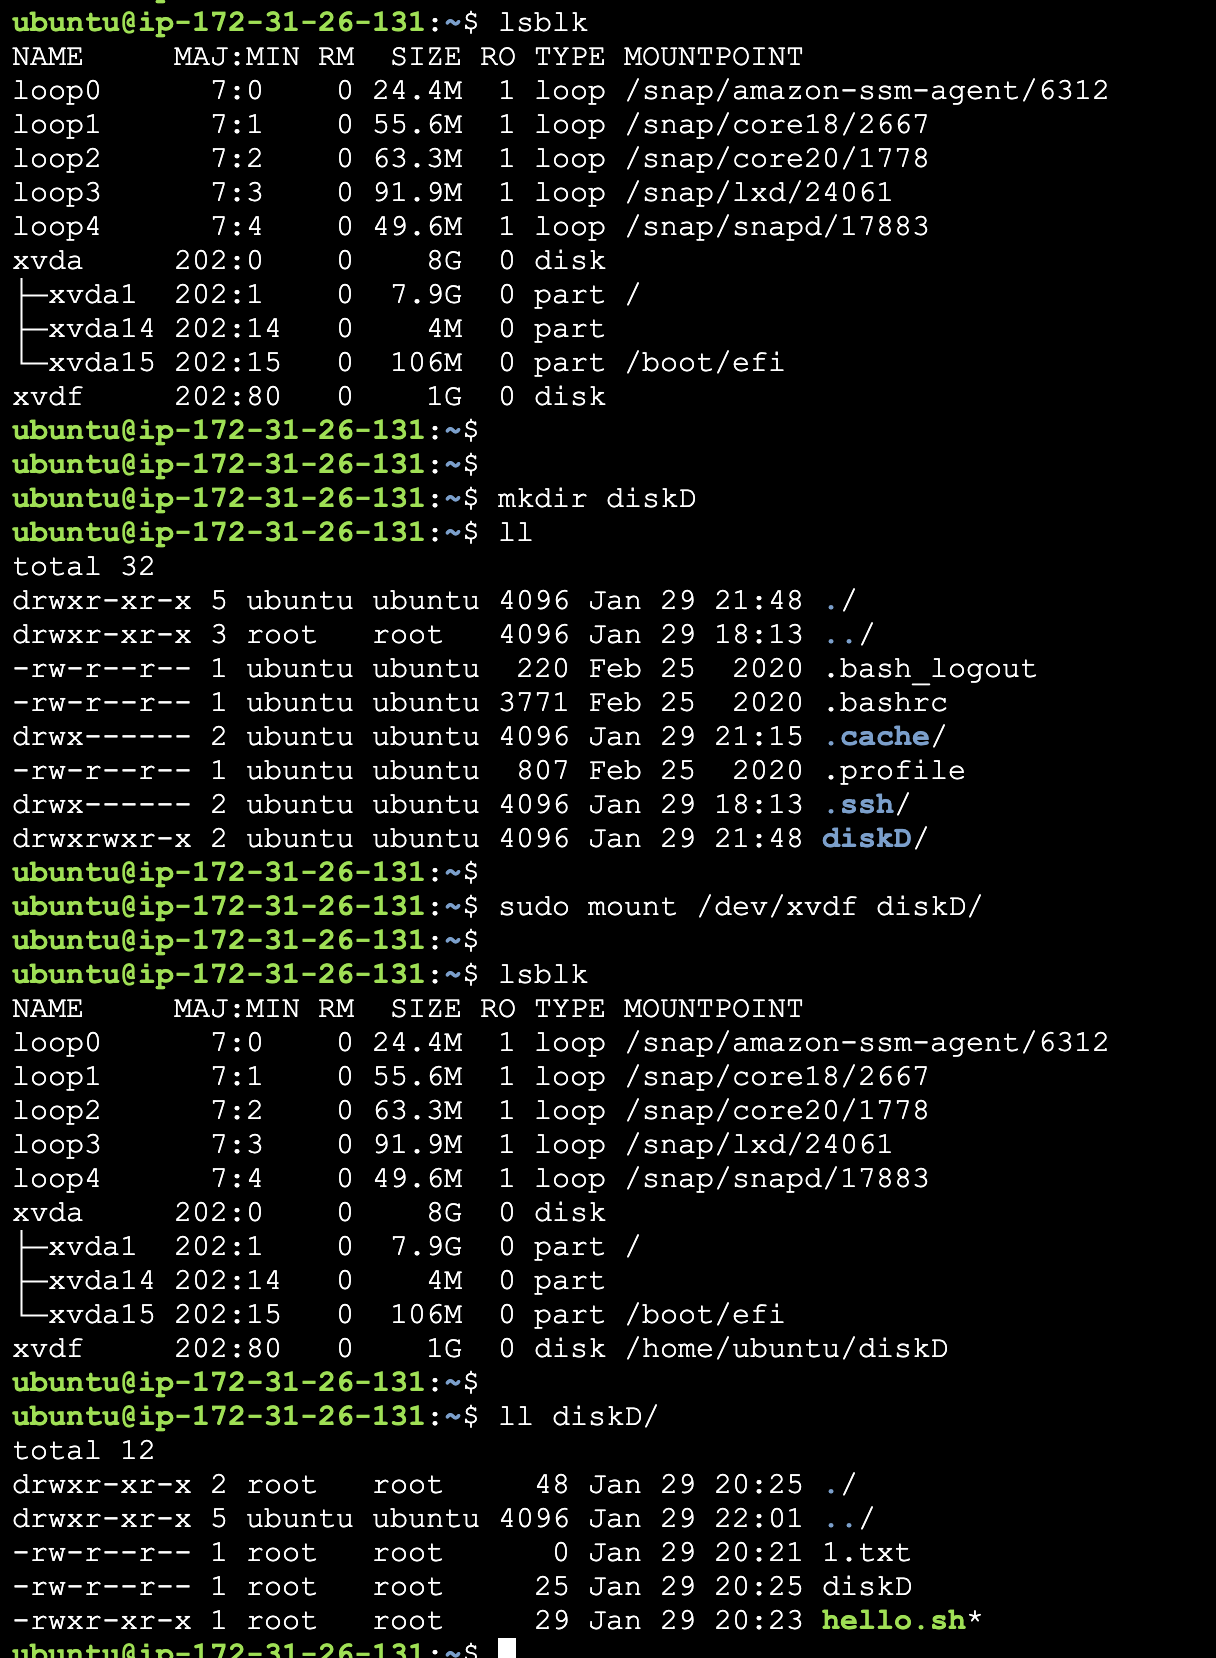 ubuntu@ip-172-31-26-131:~$ lsblk
NAME     MAJ:MIN RM   SIZE RO TYPE MOUNTPOINT
loop0      7:0    0 24.4M  1 loop /snap/amazon-ssm-agent/6312
loop1      7:1    0 55.6M  1 loop /snap/core18/2667
loop2      7:2    0 63.3M  1 loop /snap/core20/1778
loop3      7:3    0 91.9M  1 loop /snap/lxd/24061
loop4      7:4    0 49.6M  1 loop /snap/snapd/17883
xvda     202:0    0    8G  0 disk
├─xvda1  202:1    0  7.9G  0 part /
├─xvda14 202:14   0    4M  0 part
└─xvda15 202:15   0  106M  0 part /boot/efi
xvdf     202:80   0    1G  0 disk
ubuntu@ip-172-31-26-131:~$
ubuntu@ip-172-31-26-131:~$
ubuntu@ip-172-31-26-131:~$ mkdir diskD
ubuntu@ip-172-31-26-131:~$ ll
total 32
drwxr-xr-x 5 ubuntu ubuntu 4096 Jan 29 21:48 ./
drwxr-xr-x 3 root   root   4096 Jan 29 18:13 ../
-rw-r--r-- 1 ubuntu ubuntu  220 Feb 25  2020 .bash_logout
-rw-r--r-- 1 ubuntu ubuntu 3771 Feb 25  2020 .bashrc
drwx------ 2 ubuntu ubuntu 4096 Jan 29 21:15 .cache/
-rw-r--r-- 1 ubuntu ubuntu  807 Feb 25  2020 .profile
drwx------ 2 ubuntu ubuntu 4096 Jan 29 18:13 .ssh/
drwxrwxr-x 2 ubuntu ubuntu 4096 Jan 29 21:48 diskD/
ubuntu@ip-172-31-26-131:~$
ubuntu@ip-172-31-26-131:~$ sudo mount /dev/xvdf diskD/
ubuntu@ip-172-31-26-131:~$
ubuntu@ip-172-31-26-131:~$ lsblk
NAME     MAJ:MIN RM   SIZE RO TYPE MOUNTPOINT
loop0      7:0    0 24.4M  1 loop /snap/amazon-ssm-agent/6312
loop1      7:1    0 55.6M  1 loop /snap/core18/2667
loop2      7:2    0 63.3M  1 loop /snap/core20/1778
loop3      7:3    0 91.9M  1 loop /snap/lxd/24061
loop4      7:4    0 49.6M  1 loop /snap/snapd/17883
xvda     202:0    0    8G  0 disk
├─xvda1  202:1    0  7.9G  0 part /
├─xvda14 202:14   0    4M  0 part
└─xvda15 202:15   0  106M  0 part /boot/efi
xvdf     202:80   0    1G  0 disk /home/ubuntu/diskD
ubuntu@ip-172-31-26-131:~$
ubuntu@ip-172-31-26-131:~$ ll diskD/
total 12
drwxr-xr-x 2 root   root     48 Jan 29 20:25 ./
drwxr-xr-x 5 ubuntu ubuntu 4096 Jan 29 22:01 ../
-rw-r--r-- 1 root   root      0 Jan 29 20:21 1.txt
-rw-r--r-- 1 root   root     25 Jan 29 20:25 diskD
-rwxr-xr-x 1 root   root     29 Jan 29 20:23 hello.sh*
ubuntu@ip-172-31-26-131:~$